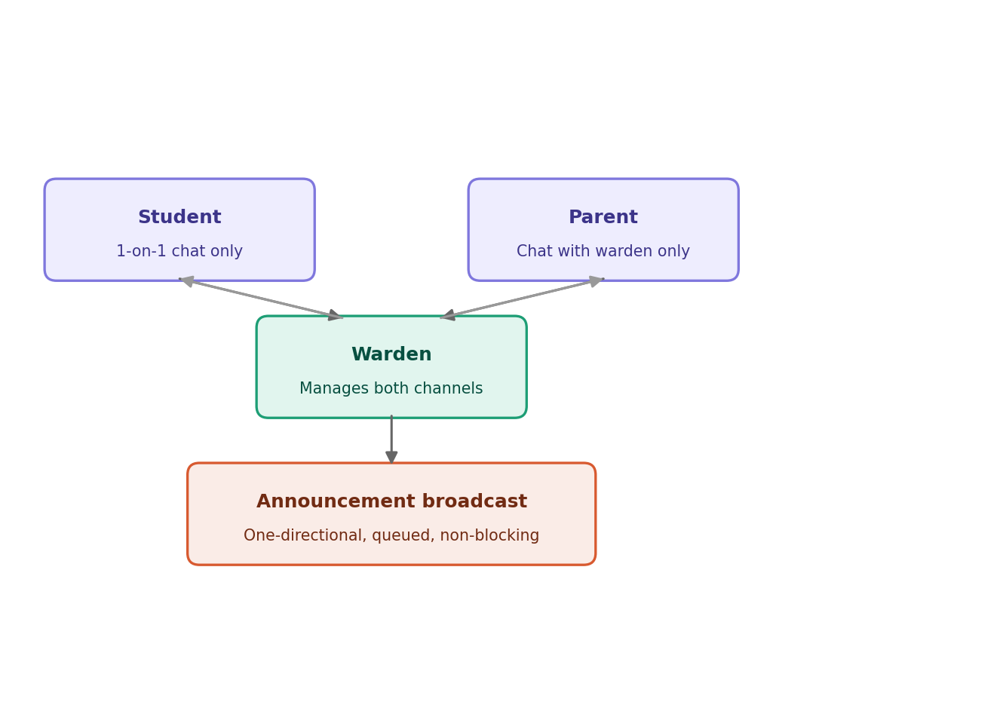 Student
1-on-1 chat only
Parent
Chat with warden only
Warden
Manages both channels
Announcement broadcast
One-directional, queued, non-blocking